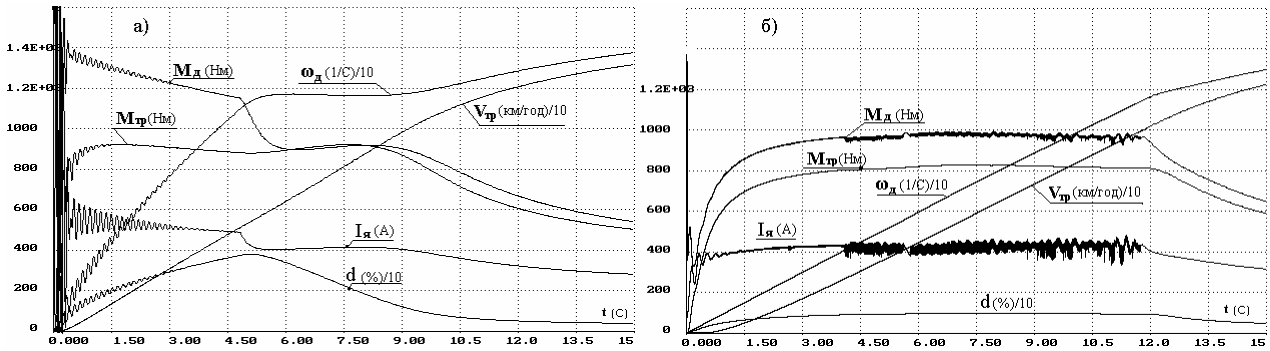 а)
1.4E+03
1.2E+03
1000
800
600
400
200
0
Mд (Нм)
Mтр(Нм)
ωд (1/С)/10
Vтр(км/год)/10
Iя (А)
d (%)/10
t (С)
0.000 1.50 3.00 4.50 6.00 7.50 9.00 10.5 12.0 13.5 15
б)
1.2E+03
1000
800
600
400
200
0
Mд (Нм)
Mтр(Нм)
ωд (1/С)/10
Vтр(км/год)/10
Iя(А)
d(%)/10
t (С)
0.000 1.50 3.00 4.50 6.00 7.50 9.00 10.5 12.0 13.5 15